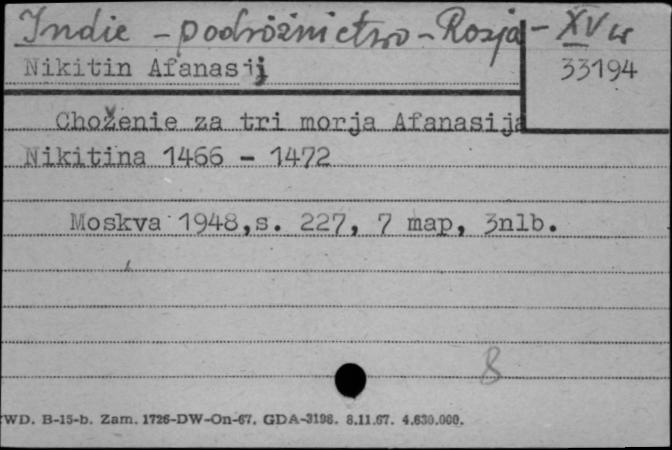 Indie - podróżnictwo - Rosja - XV w
Nikitin Afanasij
33194
Choženie za tri morja Afanasija
Nikitina 1466 - 1472
Moskva 1948,s. 227, 7 map, 3nlb.
8
WD. B-15-b. Zam. 1726-DW-On-67. GDA-3198. 8.11.67. 4.630.000.